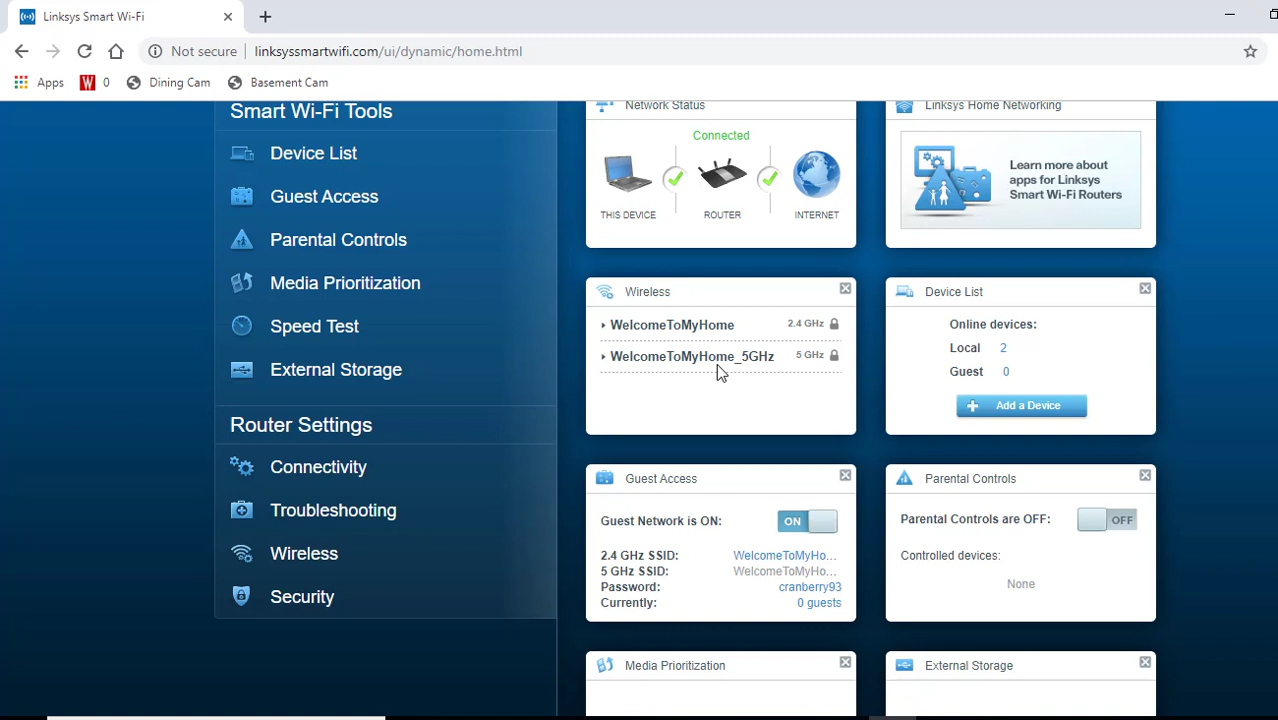 Linksys Smart Wi-Fi
Not secure
linksyssmartwifi.com/ui/dynamic/home.html
Apps
W 0
Dining Cam
Basement Cam
Smart Wi-Fi Tools
Device List
Guest Access
Parental Controls
Media Prioritization
Speed Test
External Storage
Router Settings
Connectivity
Troubleshooting
Wireless
Security
Network Status
Connected
THIS DEVICE
ROUTER
INTERNET
Linksys Home Networking
Learn more about
apps for Linksys
Smart Wi-Fi Routers
Wireless
WelcomeToMyHome 2.4 GHz
WelcomeToMyHome_5GHz 5 GHz
Device List
Online devices:
Local 2
Guest 0
Add a Device
Guest Access
Guest Network is ON: ON
2.4 GHz SSID: WelcomeToMyHo...
5 GHz SSID: WelcomeToMyHo...
Password: cranberry93
Currently: 0 guests
Parental Controls
Parental Controls are OFF: OFF
Controlled devices:
None
Media Prioritization
External Storage